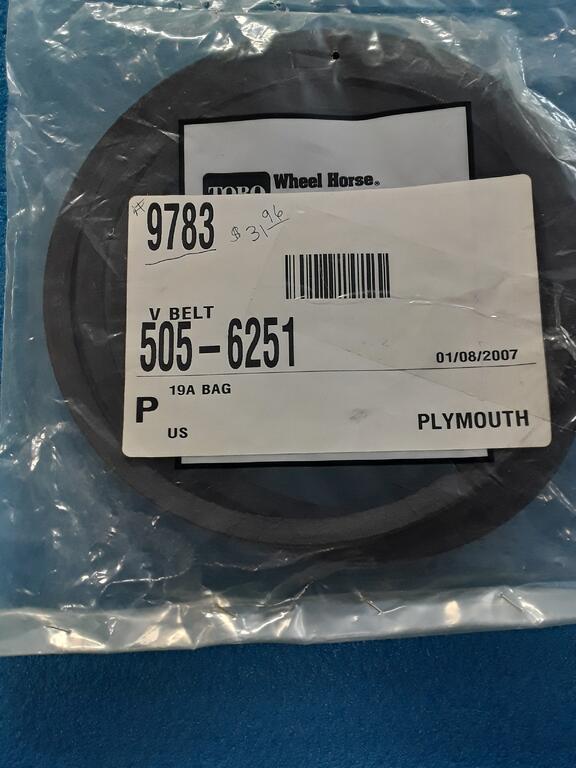 TORO Wheel Horse®
# 9783 $ 31 96
V BELT
505-6251
01/08/2007
19A BAG
P
US
PLYMOUTH